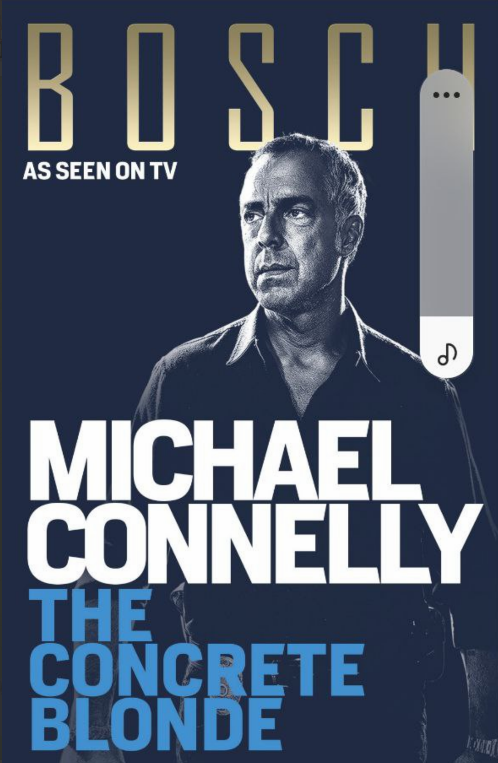 BOSCH
AS SEEN ON TV
MICHAEL
CONNELLY
THE
CONCRETE
BLONDE